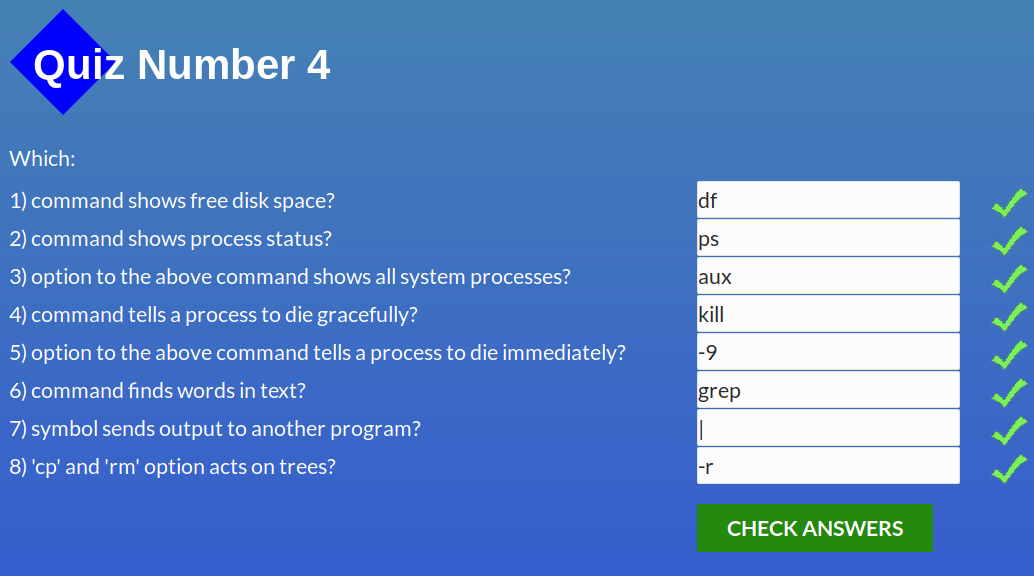 Quiz Number 4
Which:
1) command shows free disk space? df
2) command shows process status? ps
3) option to the above command shows all system processes? aux
4) command tells a process to die gracefully? kill
5) option to the above command tells a process to die immediately? -9
6) command finds words in text? grep
7) symbol sends output to another program? |
8) 'cp' and 'rm' option acts on trees? -r
CHECK ANSWERS